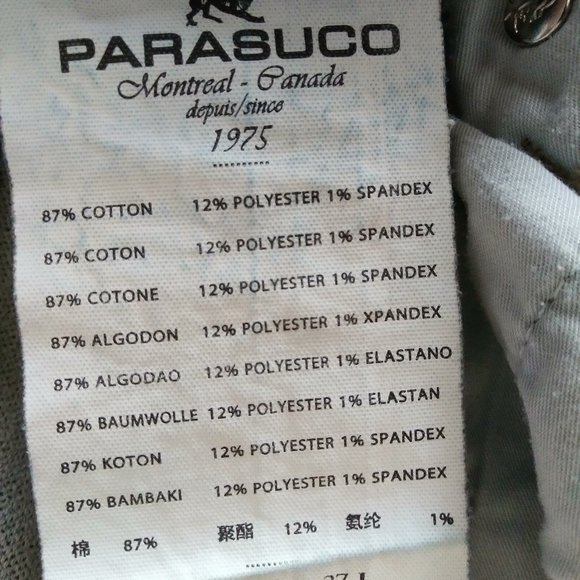 PARASUCO
Montreal - Canada
depuis/since
1975
87% COTTON 12% POLYESTER 1% SPANDEX
87% COTON 12% POLYESTER 1% SPANDEX
87% COTONE 12% POLYESTER 1% SPANDEX
87% ALGODON 12% POLYESTER 1% XPANDEX
87% ALGODAO 12% POLYESTER 1% ELASTANO
87% BAUMWOLLE 12% POLYESTER 1% ELASTAN
87% KOTON 12% POLYESTER 1% SPANDEX
87% BAMBAKI 12% POLYESTER 1% SPANDEX
棉 87% 聚酯 12% 氨纶 1%